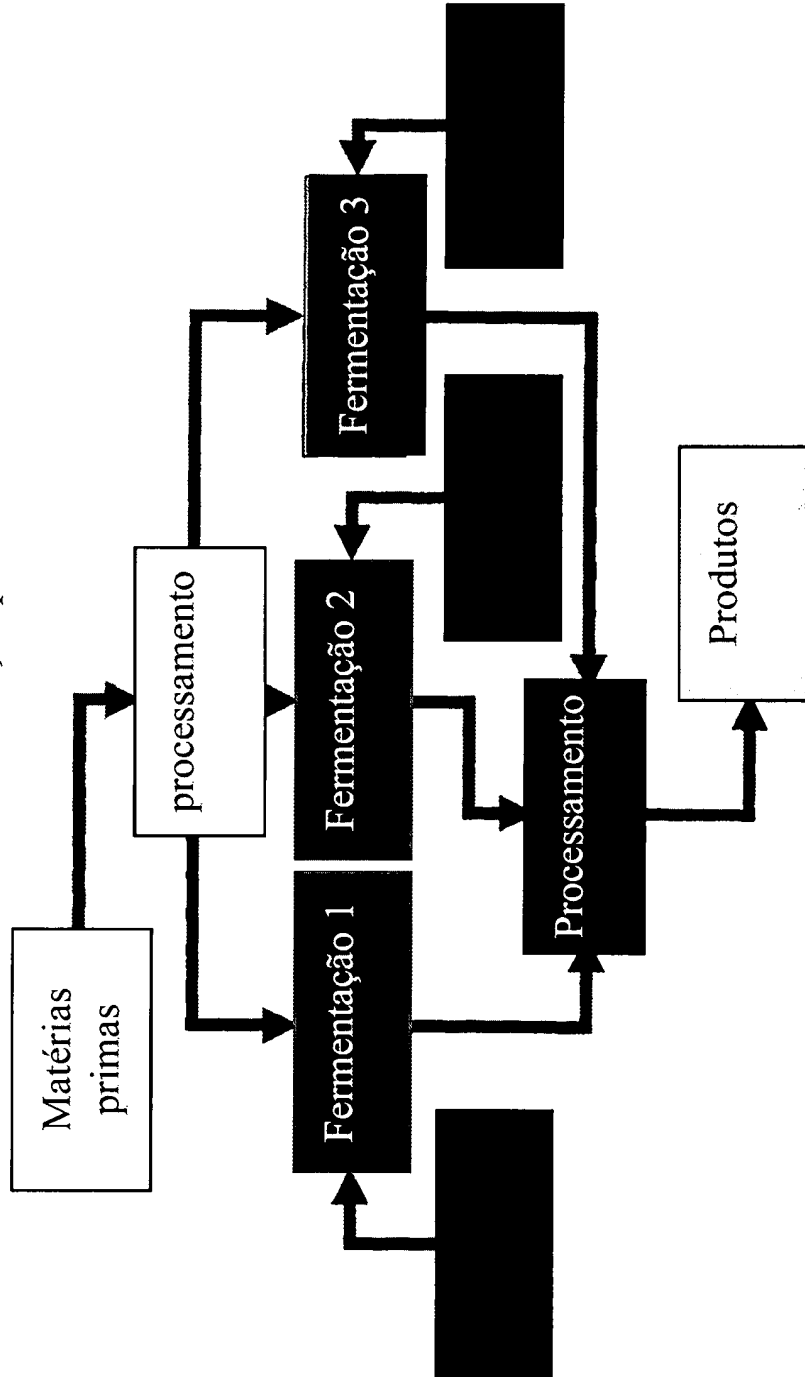 Matérias
primas
processamento
Fermentação 1
Fermentação 2
Fermentação 3
Processamento
Produtos